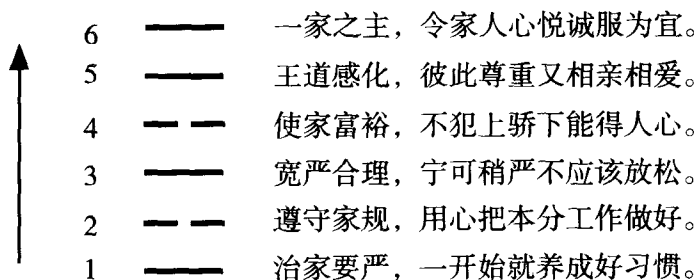 6 一家之主，令家人心悦诚服为宜。
5 王道感化，彼此尊重又相亲相爱。
4 使家富裕，不犯上骄下能得人心。
3 宽严合理，宁可稍严不应该放松。
2 遵守家规，用心把本分工作做好。
1 治家要严，一开始就养成好习惯。